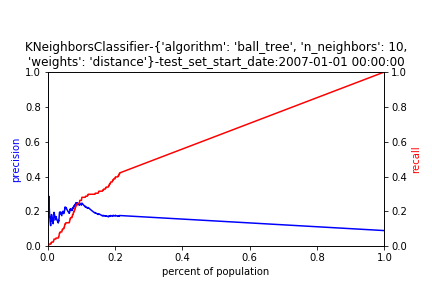 KNeighborsClassifier-{'algorithm': 'ball_tree', 'n_neighbors': 10,
'weights': 'distance'}-test_set_start_date:2007-01-01 00:00:00
1.0
0.8
0.6
0.4
0.2
0.0
precision
1.0
0.8
0.6
0.4
0.2
0.0
recall
0.0 0.2 0.4 0.6 0.8 1.0
percent of population